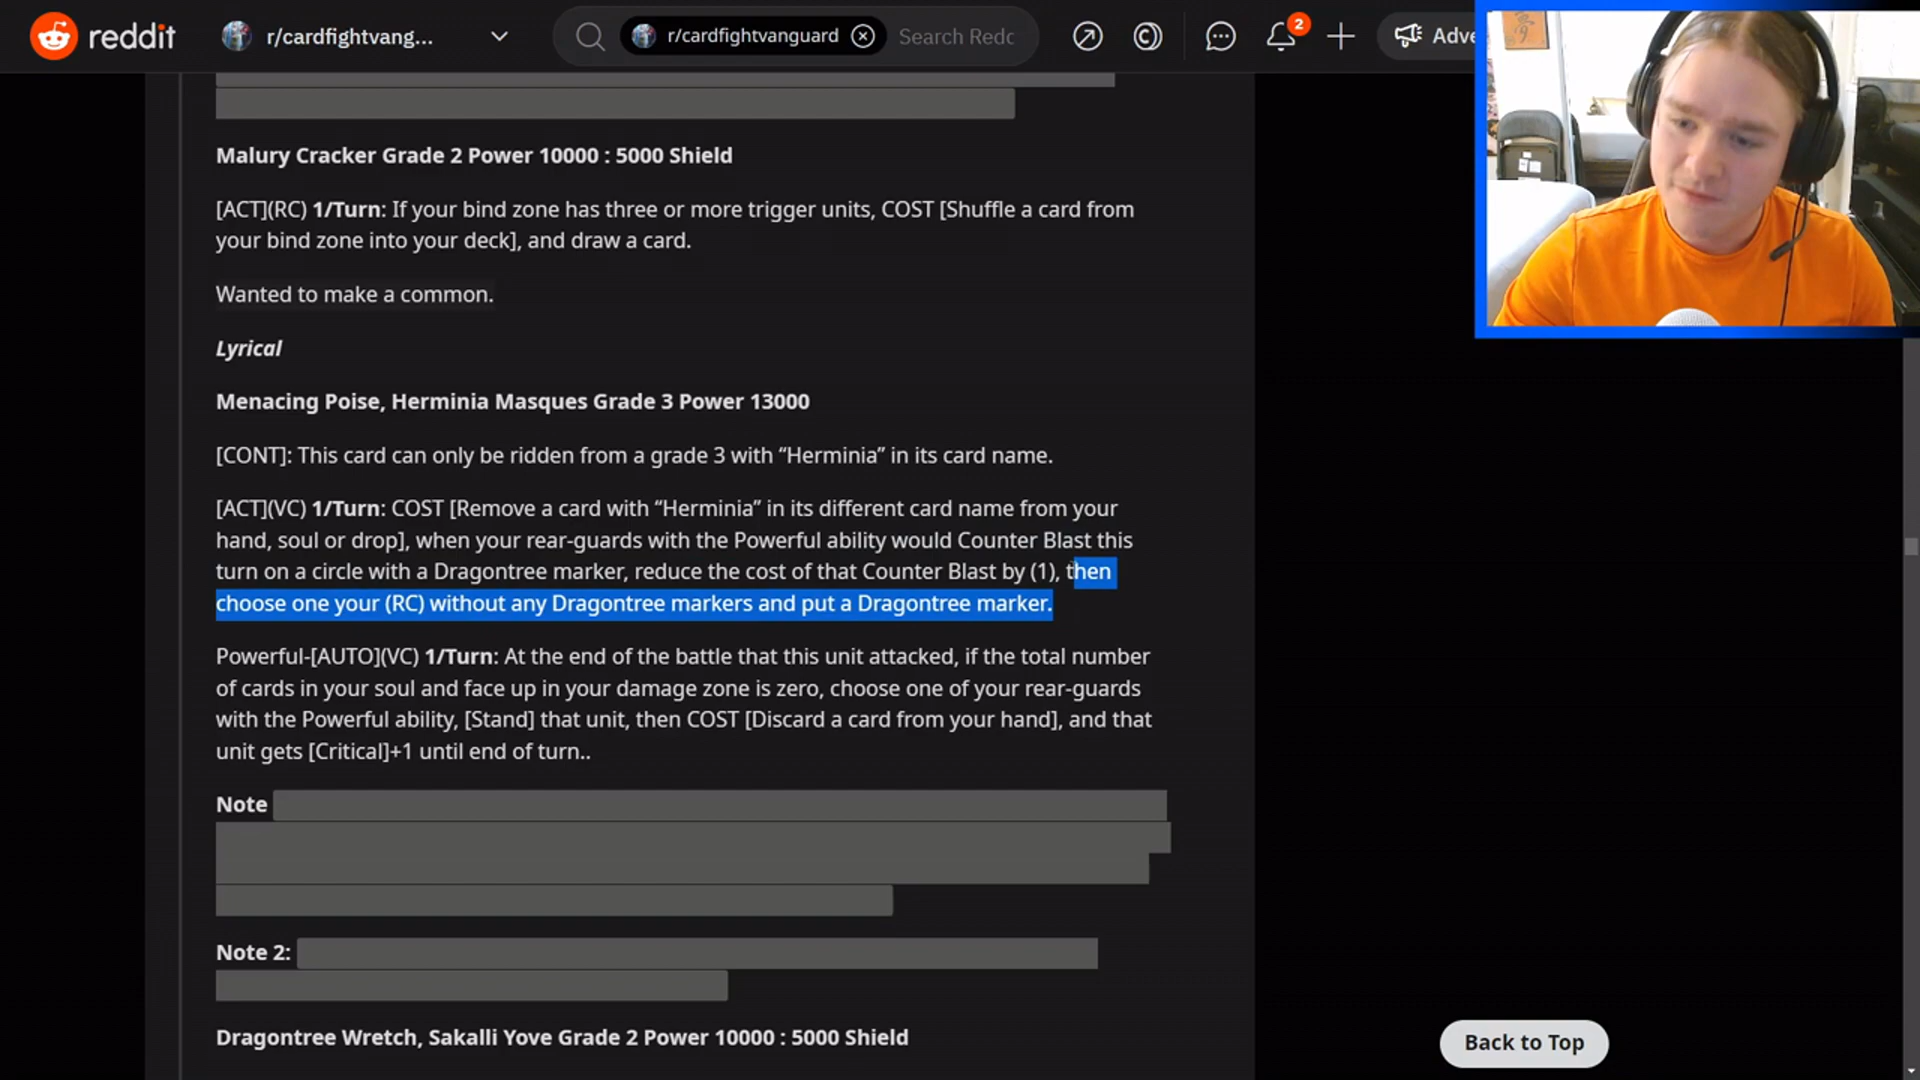 reddit
r/cardfightvang...
r/cardfightvanguard
Search Redc
2
Adve
Malury Cracker Grade 2 Power 10000 : 5000 Shield
[ACT](RC) 1/Turn: If your bind zone has three or more trigger units, COST [Shuffle a card from
your bind zone into your deck], and draw a card.
Wanted to make a common.
Lyrical
Menacing Poise, Herminia Masques Grade 3 Power 13000
[CONT]: This card can only be ridden from a grade 3 with “Herminia” in its card name.
[ACT](VC) 1/Turn: COST [Remove a card with “Herminia” in its different card name from your
hand, soul or drop], when your rear-guards with the Powerful ability would Counter Blast this
turn on a circle with a Dragontree marker, reduce the cost of that Counter Blast by (1), then
choose one your (RC) without any Dragontree markers and put a Dragontree marker.
Powerful-[AUTO](VC) 1/Turn: At the end of the battle that this unit attacked, if the total number
of cards in your soul and face up in your damage zone is zero, choose one of your rear-guards
with the Powerful ability, [Stand] that unit, then COST [Discard a card from your hand], and that
unit gets [Critical]+1 until end of turn..
Note
Note 2:
Dragontree Wretch, Sakalli Yove Grade 2 Power 10000 : 5000 Shield
Back to Top